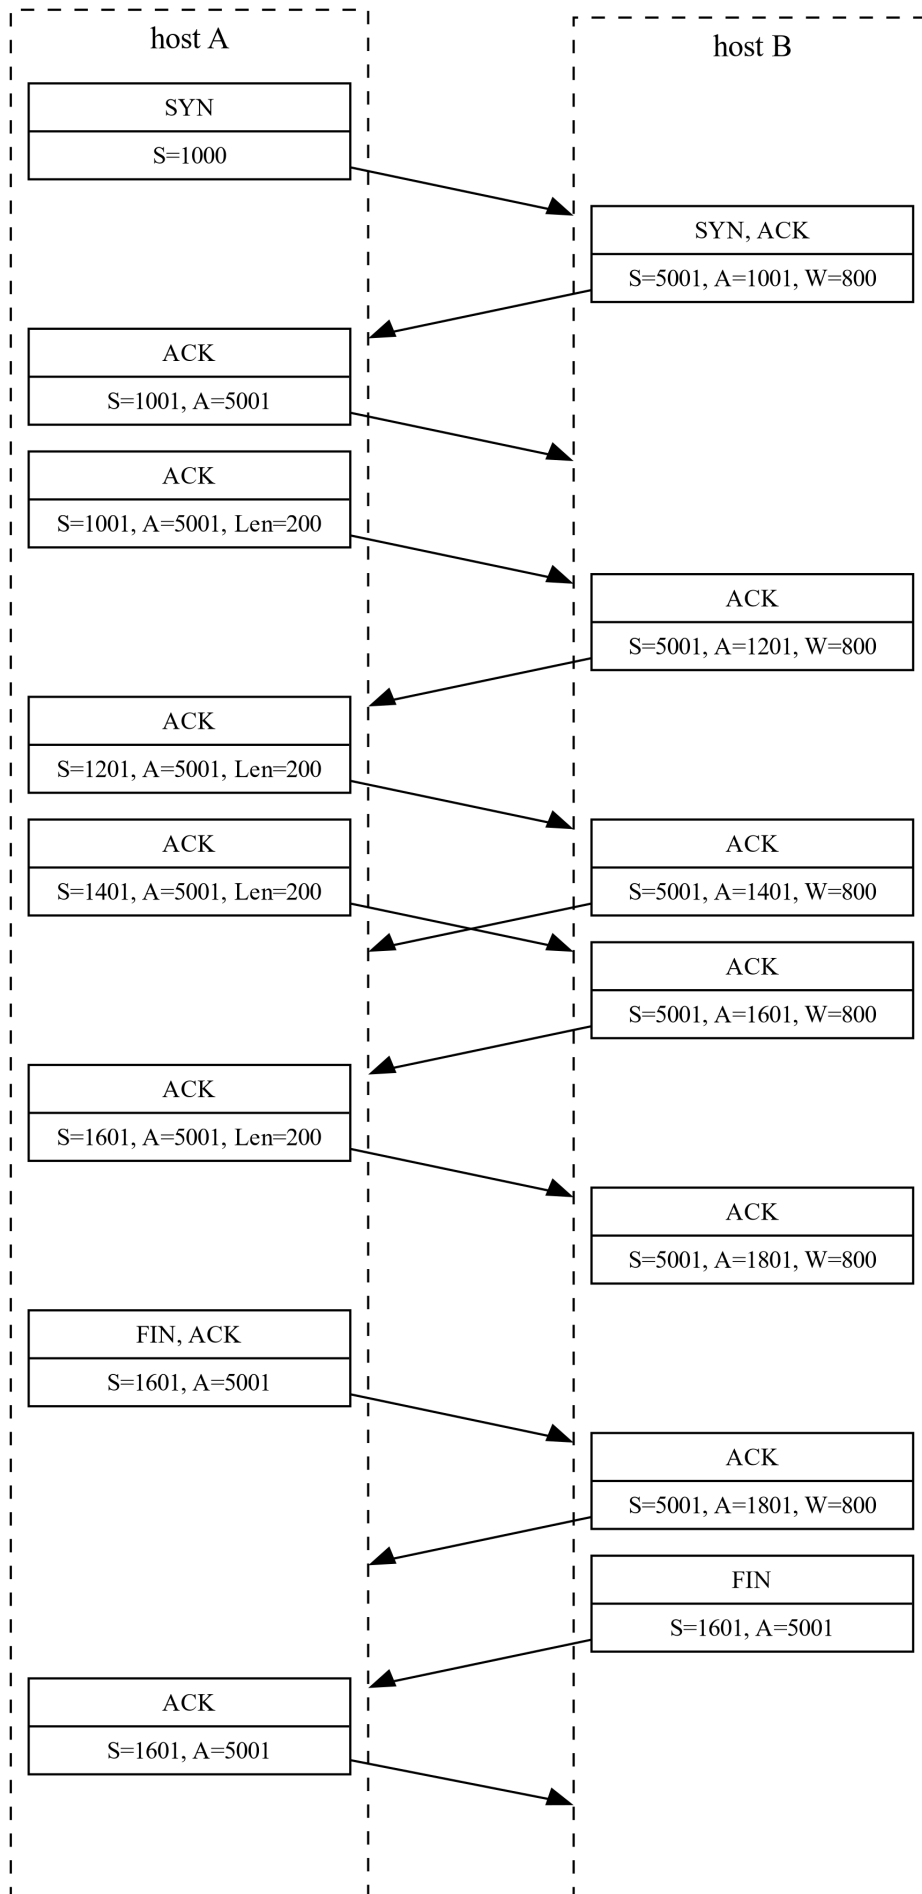 host A
host B
SYN
S=1000
SYN, ACK
S=5001, A=1001, W=800
ACK
S=1001, A=5001
ACK
S=1001, A=5001, Len=200
ACK
S=5001, A=1201, W=800
ACK
S=1201, A=5001, Len=200
ACK
S=1401, A=5001, Len=200
ACK
S=5001, A=1401, W=800
ACK
S=5001, A=1601, W=800
ACK
S=1601, A=5001, Len=200
ACK
S=5001, A=1801, W=800
FIN, ACK
S=1601, A=5001
ACK
S=5001, A=1801, W=800
FIN
S=1601, A=5001
ACK
S=1601, A=5001